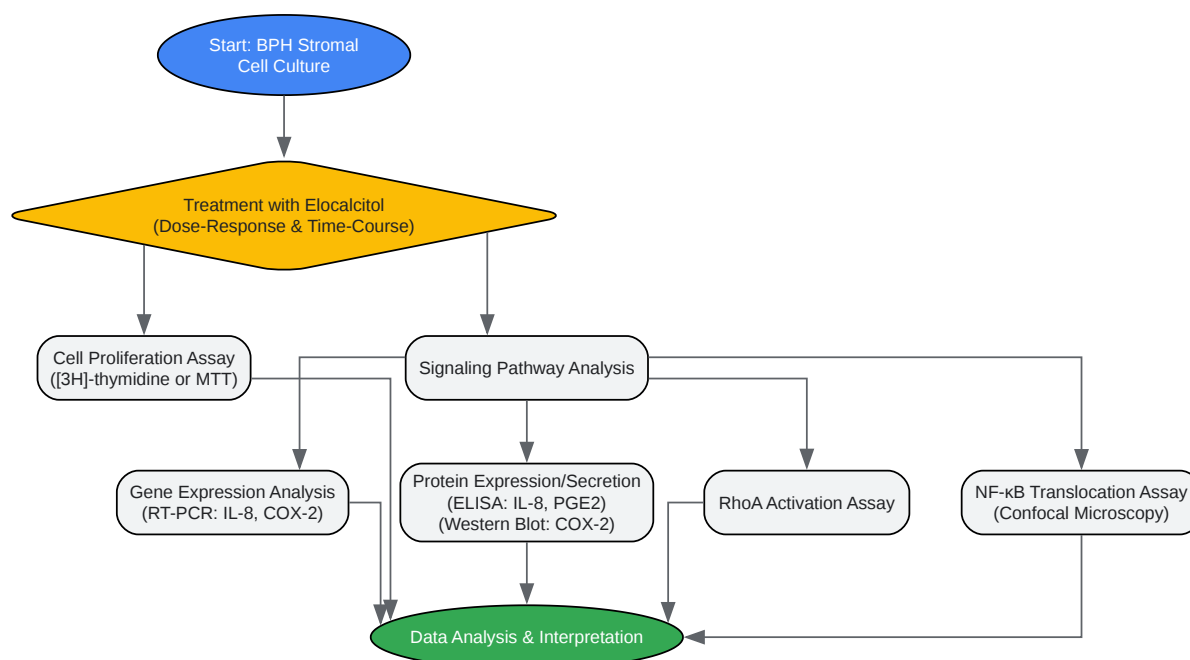 Start: BPH Stromal
Cell Culture
Treatment with Elocalcitol
(Dose-Response & Time-Course)
Cell Proliferation Assay
([3H]-thymidine or MTT)
Signaling Pathway Analysis
Gene Expression Analysis
(RT-PCR: IL-8, COX-2)
Protein Expression/Secretion
(ELISA: IL-8, PGE2)
(Western Blot: COX-2)
RhoA Activation Assay
NF-κB Translocation Assay
(Confocal Microscopy)
Data Analysis & Interpretation